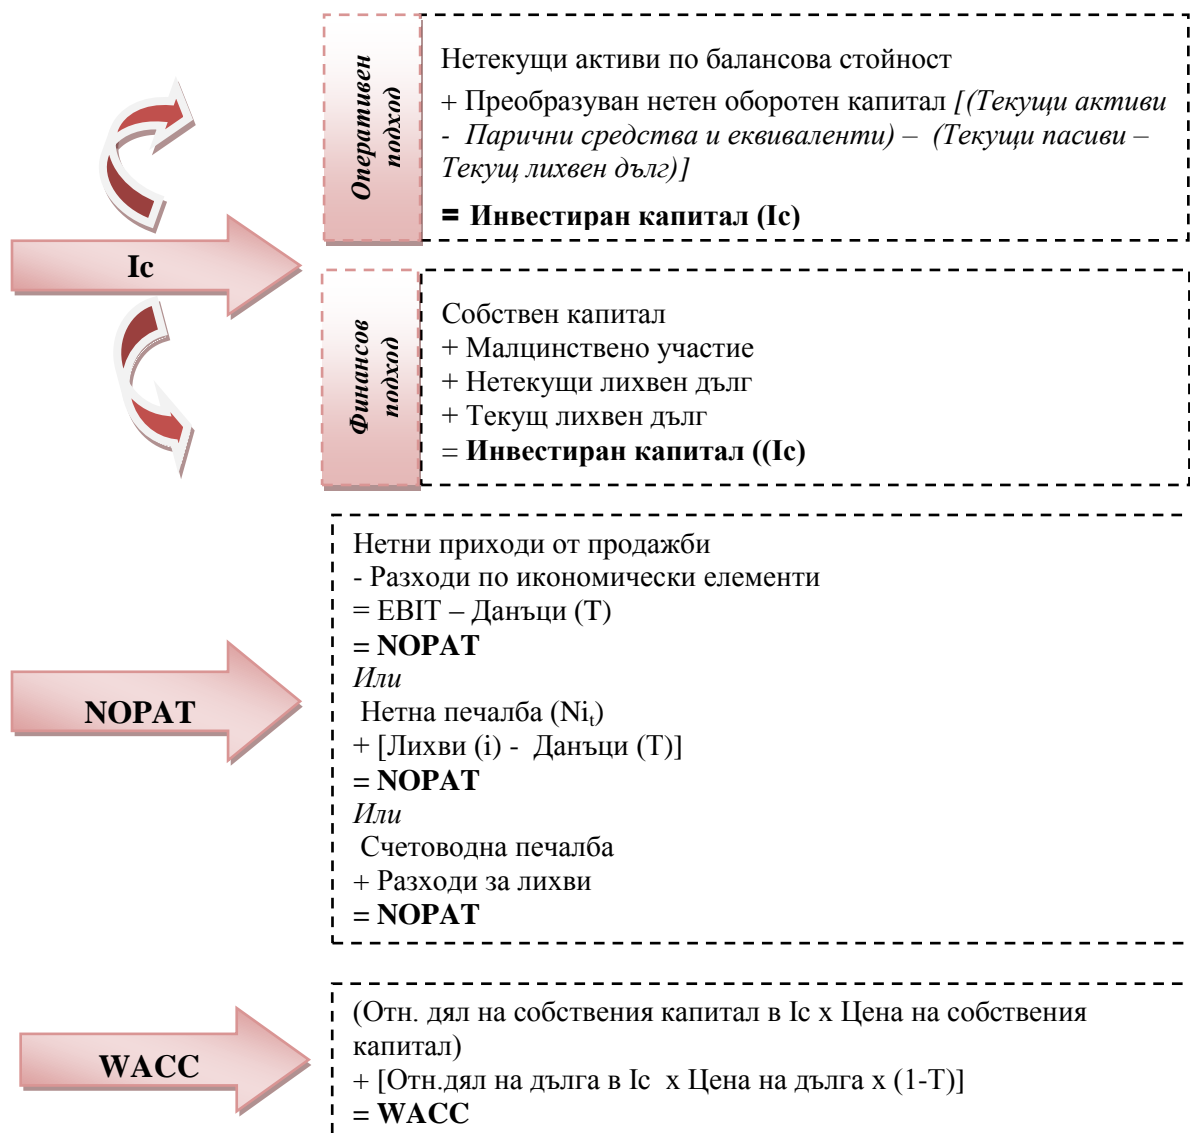 Оперативен
подход
Нетекущи активи по балансова стойност
+ Преобразуван нетен оборотен капитал [(Текущи активи
- Парични средства и еквиваленти) – (Текущи пасиви –
Текущ лихвен дълг)]
= Инвестиран капитал (Ic)
Ic
Финансов
подход
Собствен капитал
+ Малцинствено участие
+ Нетекущи лихвен дълг
+ Текущ лихвен дълг
= Инвестиран капитал ((Ic)
NOPAT
Нетни приходи от продажби
- Разходи по икономически елементи
= EBIT – Данъци (T)
= NOPAT
Или
Нетна печалба (Niₜ)
+ [Лихви (i) - Данъци (T)]
= NOPAT
Или
Счетоводна печалба
+ Разходи за лихви
= NOPAT
WACC
(Отн. дял на собствения капитал в Ic x Цена на собствения
капитал)
+ [Отн.дял на дълга в Ic x Цена на дълга x (1-T)]
= WACC